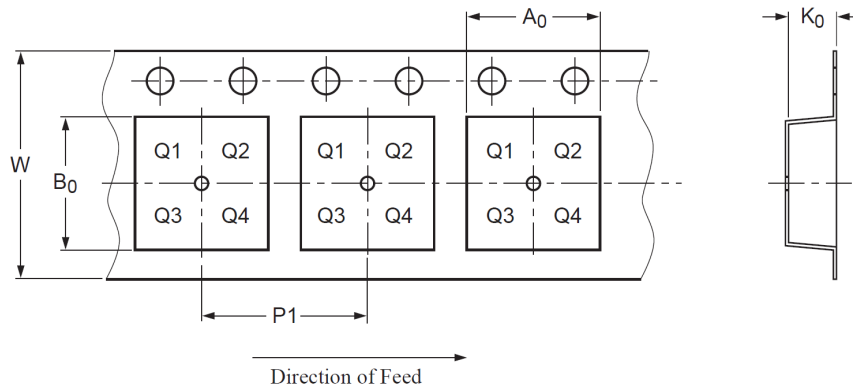 A0
K0
W
B0
Q1 Q2 Q1 Q2 Q1 Q2
Q3 Q4 Q3 Q4 Q3 Q4
P1
Direction of Feed